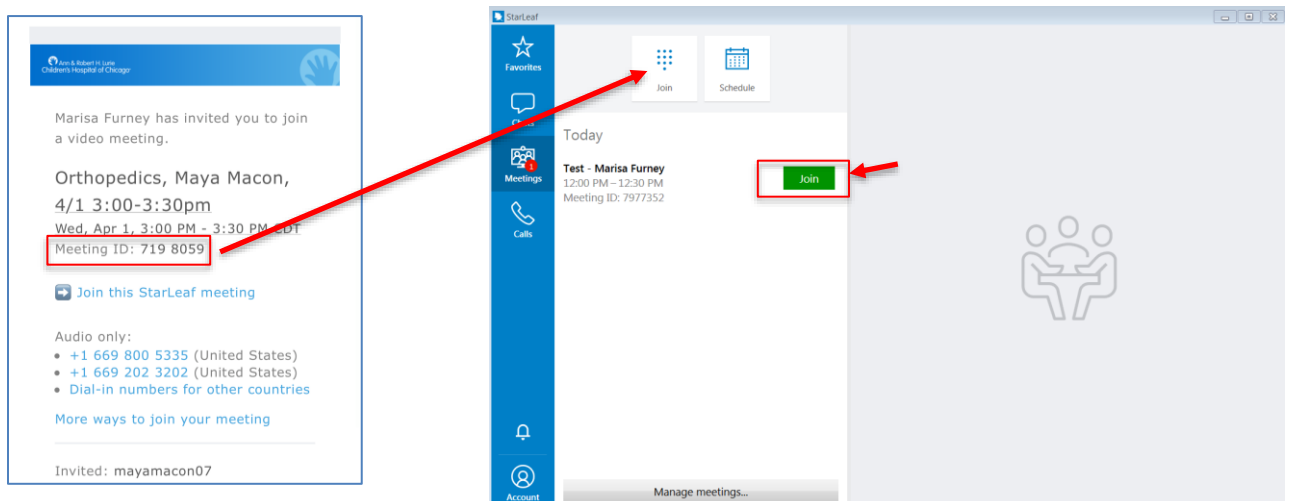 Ann & Robert H. Lurie
Children's Hospital of Chicago®
Marisa Furney has invited you to join
a video meeting.
Orthopedics, Maya Macon,
4/1 3:00-3:30pm
Wed, Apr 1, 3:00 PM - 3:30 PM CDT
Meeting ID: 719 8059
Join this StarLeaf meeting
Audio only:
• +1 669 800 5335 (United States)
• +1 669 202 3202 (United States)
• Dial-in numbers for other countries
More ways to join your meeting
Invited: mayamacon07
StarLeaf
Favorites
Meetings
1
Calls
Account
Join
Schedule
Today
Test - Marisa Furney
12:00 PM – 12:30 PM
Meeting ID: 7977352
Join
Manage meetings...